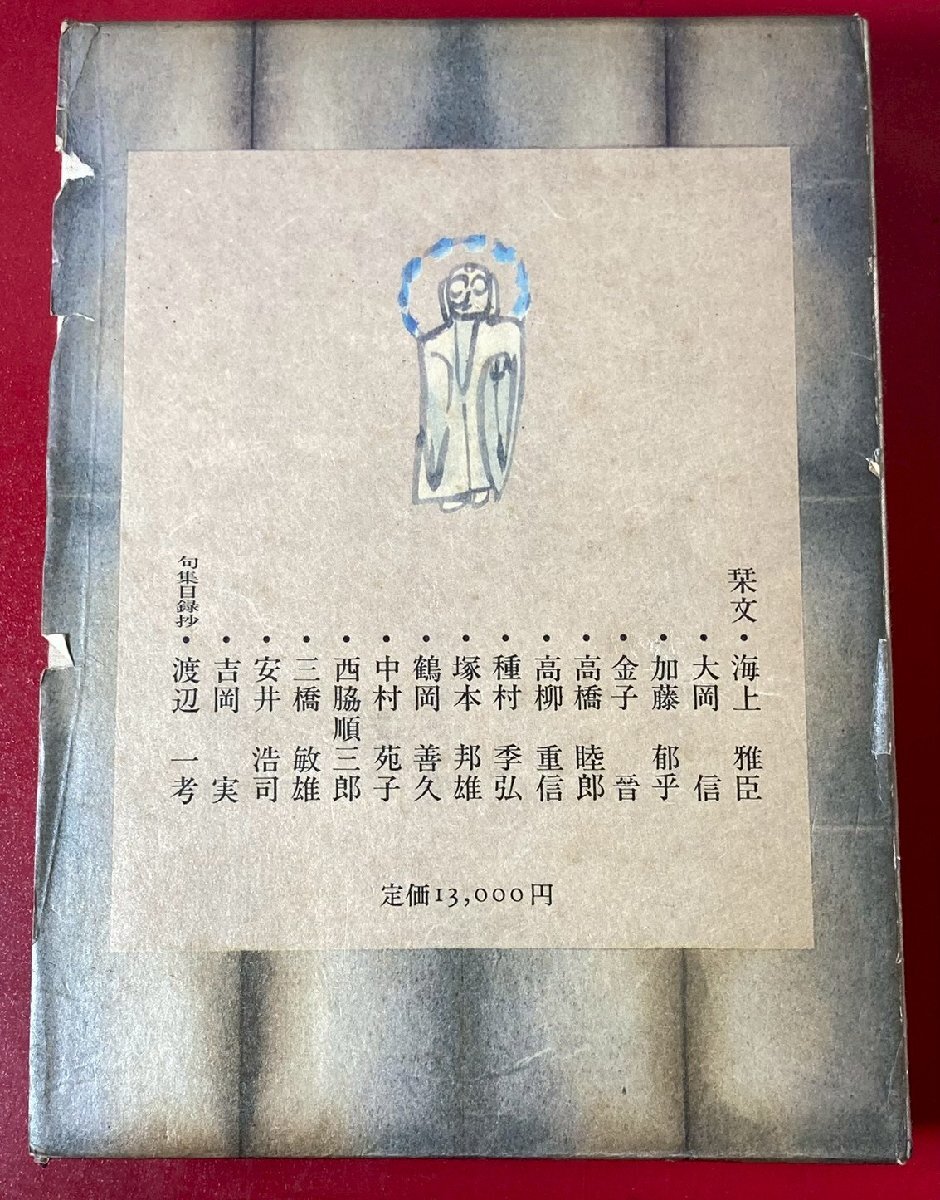 栞文•海上 雅臣
•大岡 信
•加藤 郁乎
•金子 晉
•高橋 睦郎
•高柳 重信
•種村 季弘
•塚本 邦雄
•鶴岡 善久
•中村 苑子
•西脇順三郎
•三橋 敏雄
•安井 浩司
•吉岡 実
句集目録抄•渡辺 一考
定価13,000円